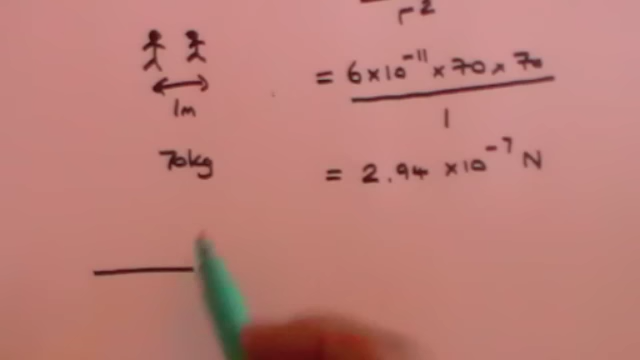 r²
= 6×10⁻¹¹ × 70 × 70
1
1m
70kg
= 2.94 ×10⁻⁷ N